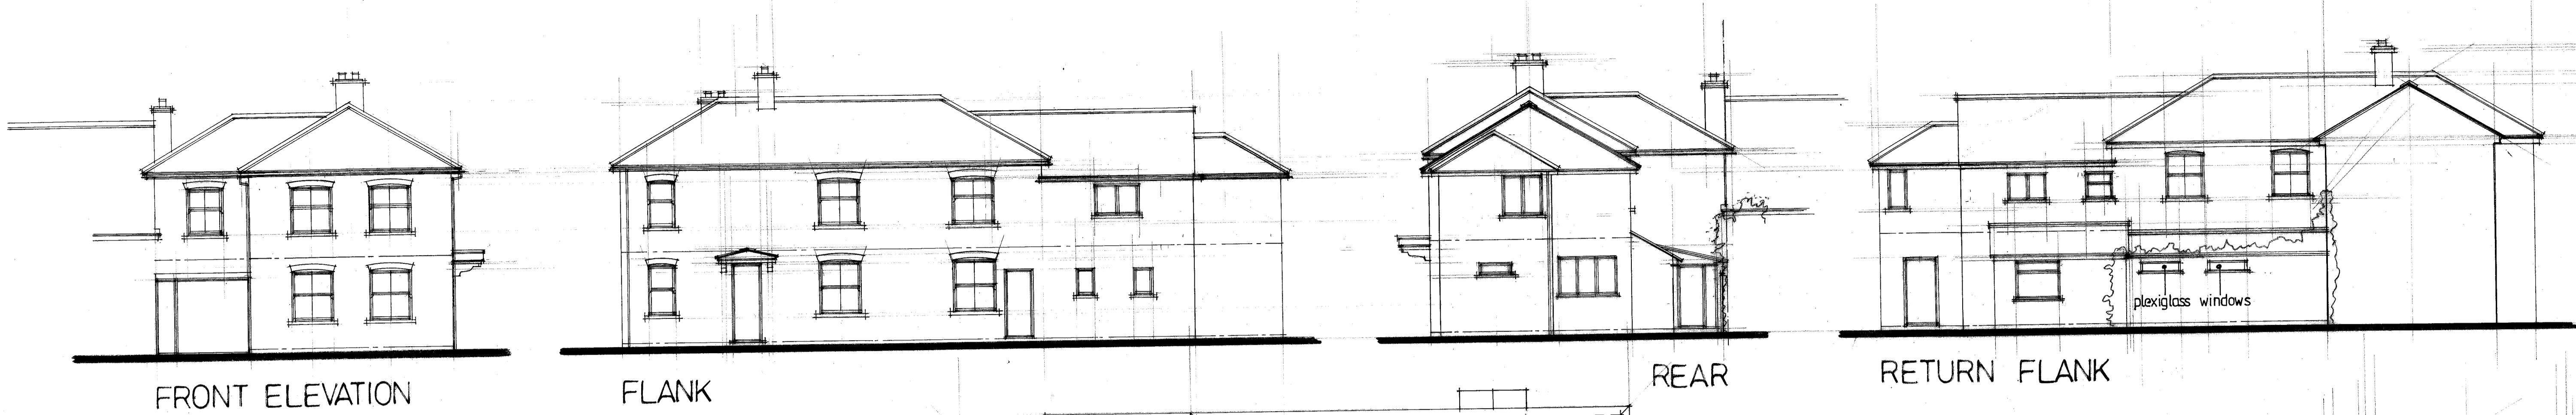 plexiglass windows
FRONT ELEVATION
FLANK
REAR
RETURN FLANK